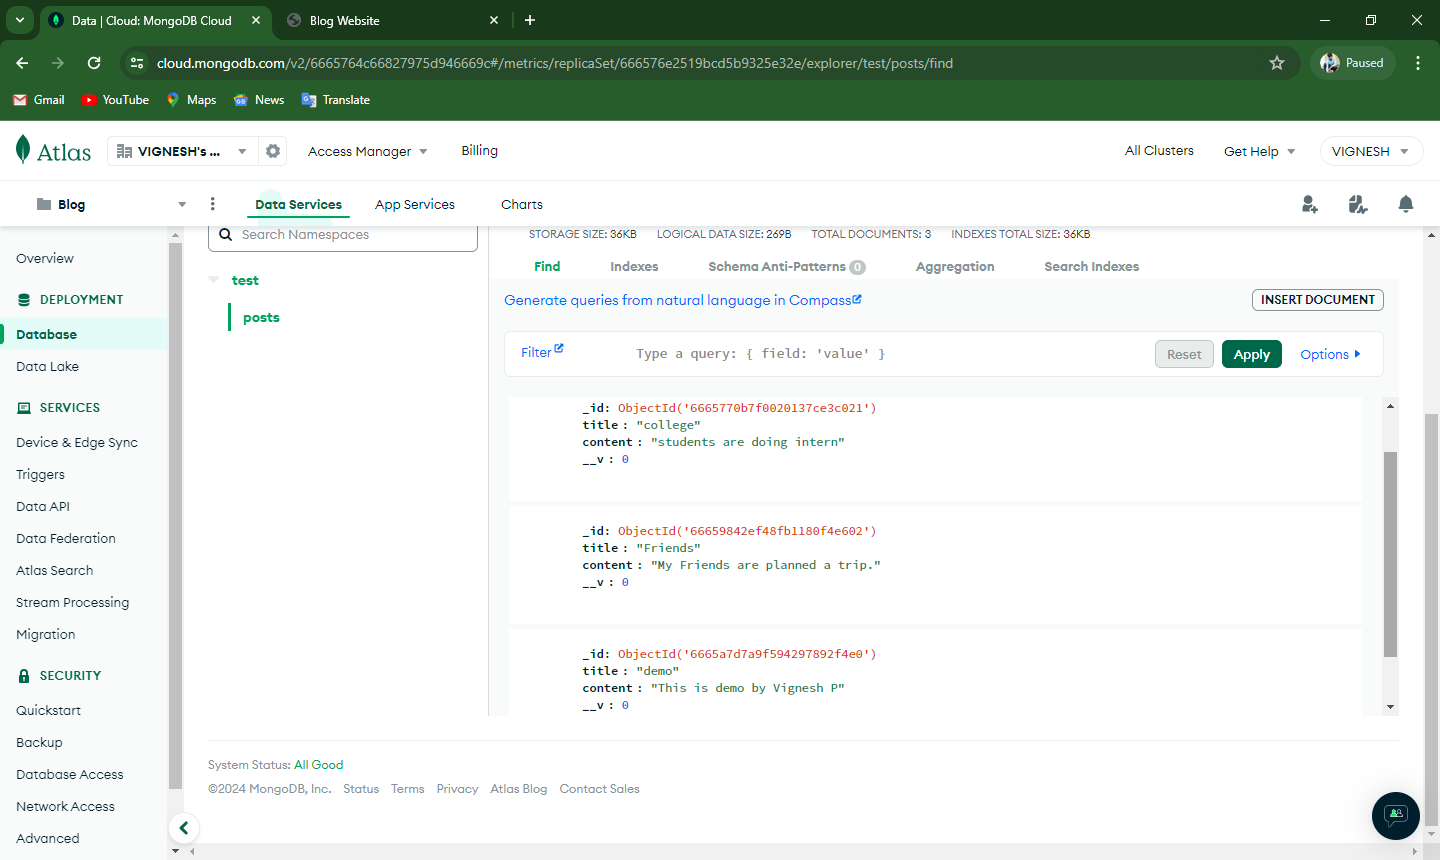 Data | Cloud: MongoDB Cloud
Blog Website
cloud.mongodb.com/v2/6665764c66827975d946669c#/metrics/replicaSet/666576e2519bcd5b9325e32e/explorer/test/posts/find
Paused
Gmail
YouTube
Maps
News
Translate
Atlas
VIGNESH's ...
Access Manager
Billing
All Clusters
Get Help
VIGNESH
Blog
Data Services
App Services
Charts
Overview
DEPLOYMENT
Database
Data Lake
SERVICES
Device & Edge Sync
Triggers
Data API
Data Federation
Atlas Search
Stream Processing
Migration
SECURITY
Quickstart
Backup
Database Access
Network Access
Advanced
Search Namespaces
test
posts
STORAGE SIZE: 36KB LOGICAL DATA SIZE: 269B TOTAL DOCUMENTS: 3 INDEXES TOTAL SIZE: 36KB
Find
Indexes
Schema Anti-Patterns 0
Aggregation
Search Indexes
Generate queries from natural language in Compass
INSERT DOCUMENT
Filter
Type a query: { field: 'value' }
Reset
Apply
Options
_id: ObjectId('6665770b7f0020137ce3c021')
title : "college"
content : "students are doing intern"
__v : 0
_id: ObjectId('66659842ef48fb1180f4e602')
title : "Friends"
content : "My Friends are planned a trip."
__v : 0
_id: ObjectId('6665a7d7a9f594297892f4e0')
title : "demo"
content : "This is demo by Vignesh P"
__v : 0
System Status: All Good
©2024 MongoDB, Inc. Status Terms Privacy Atlas Blog Contact Sales